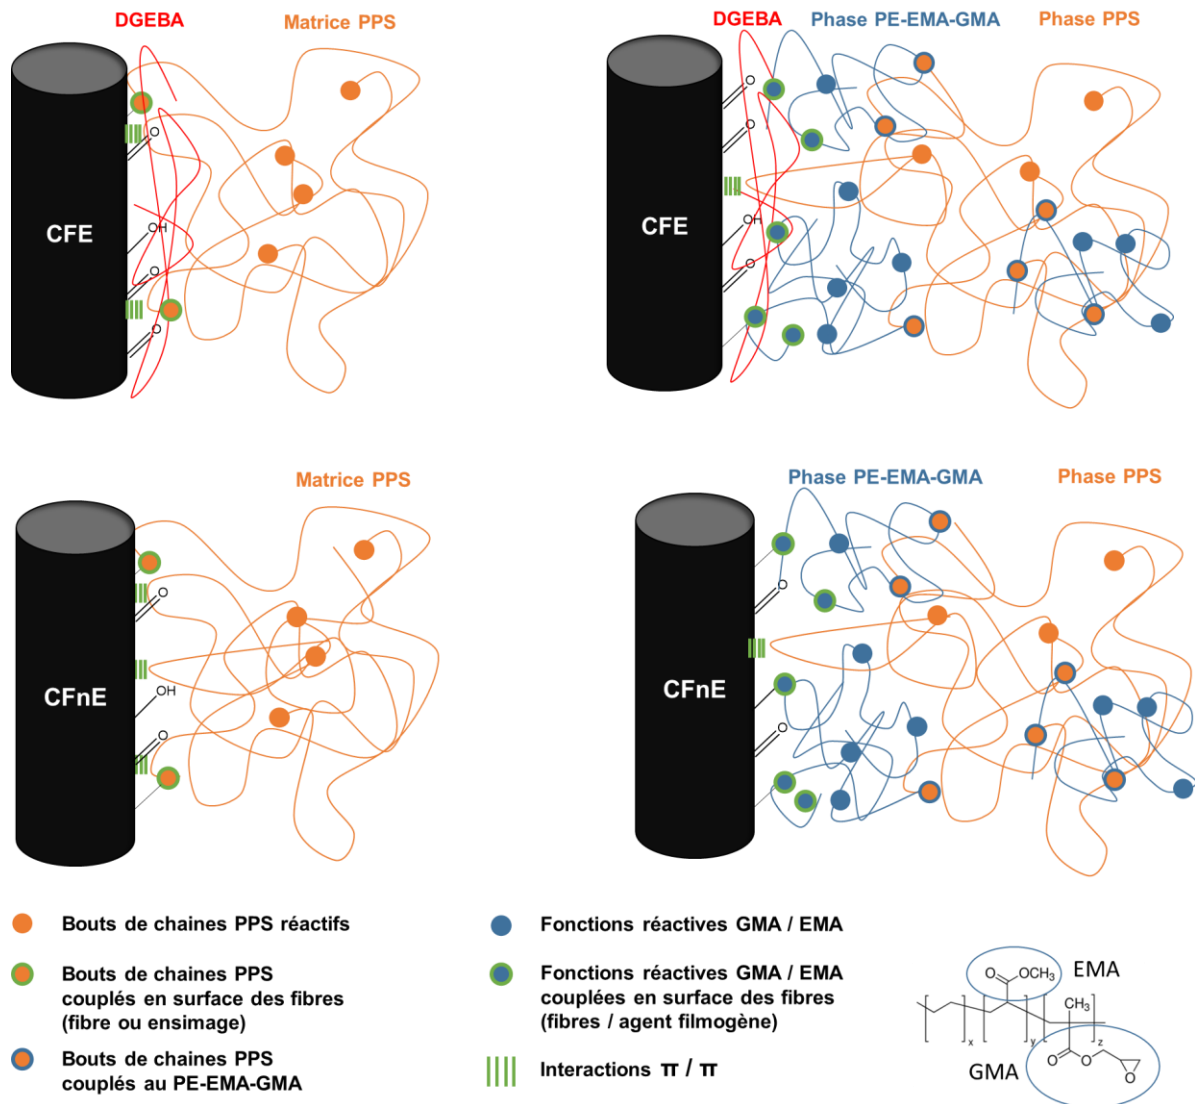 DGEBA
Matrice PPS
O
OH
O
O
CFE
DGEBA
Phase PE-EMA-GMA
Phase PPS
O
O
OH
O
CFE
Matrice PPS
O
OH
O
CFnE
Phase PE-EMA-GMA
Phase PPS
O
O
CFnE
Bouts de chaines PPS réactifs
Bouts de chaines PPS
couplés en surface des fibres
(fibre ou ensimage)
Bouts de chaines PPS
couplés au PE-EMA-GMA
Fonctions réactives GMA / EMA
Fonctions réactives GMA / EMA
couplées en surface des fibres
(fibres / agent filmogène)
Interactions π / π
O
OCH3
EMA
CH3
x
y
z
O
O
O
GMA